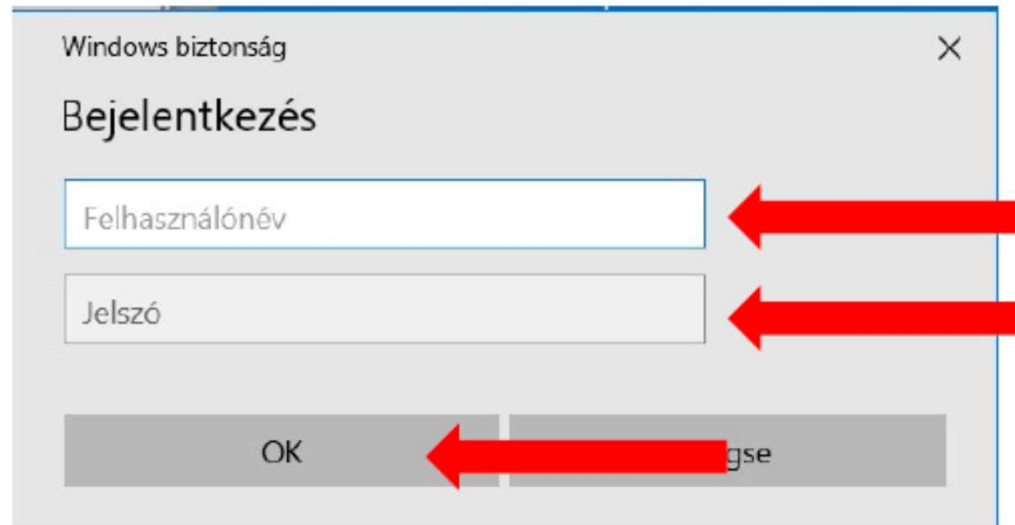 Windows biztonság
Bejelentkezés
Felhasználónév
Jelszó
OK